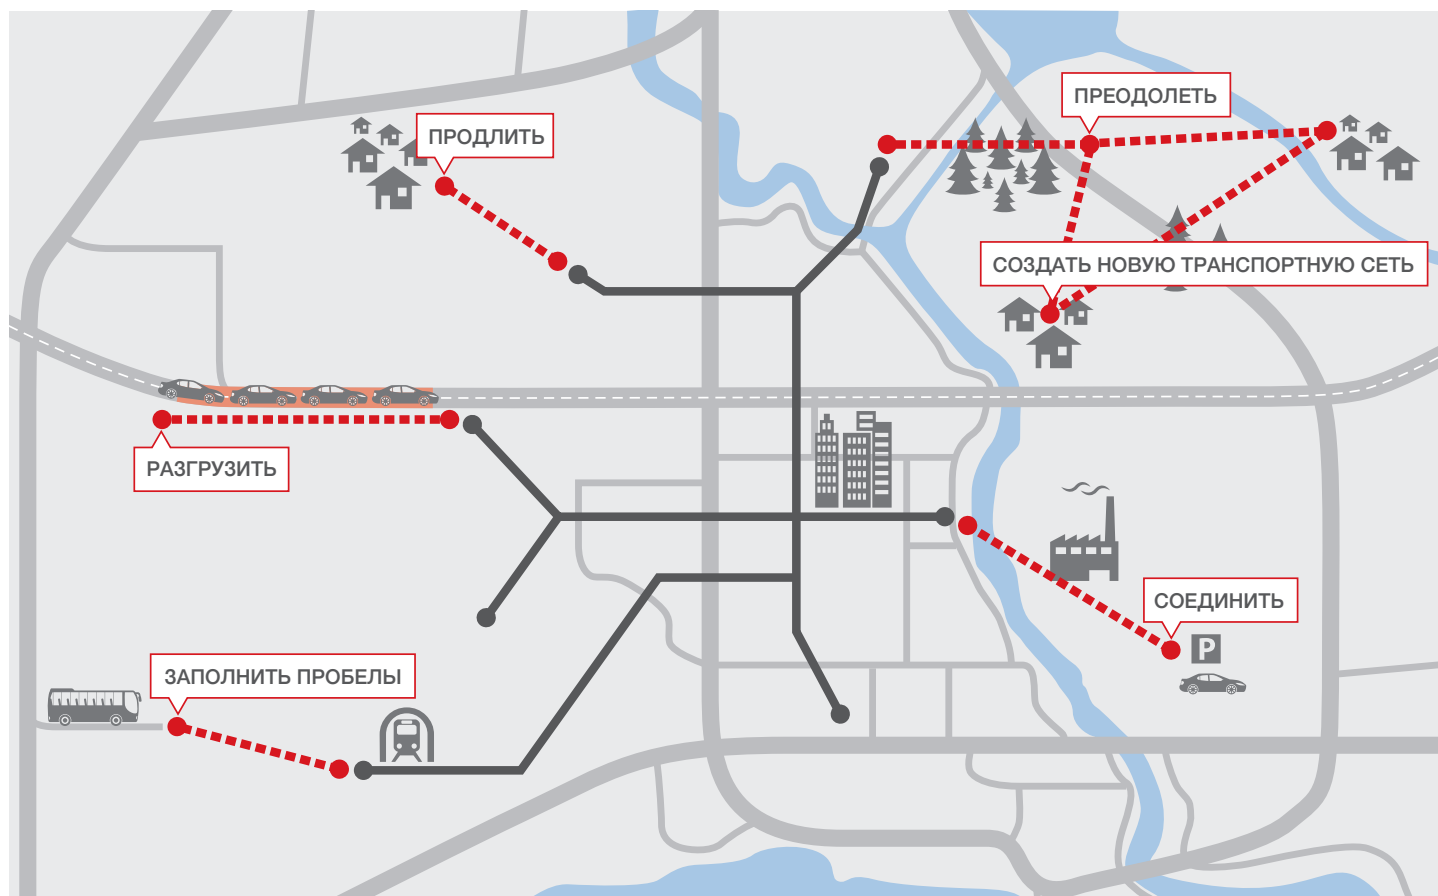 ПРЕОДОЛЕТЬ
ПРОДЛИТЬ
СОЗДАТЬ НОВУЮ ТРАНСПОРТНУЮ СЕТЬ
РАЗГРУЗИТЬ
СОЕДИНИТЬ
P
ЗАПОЛНИТЬ ПРОБЕЛЫ